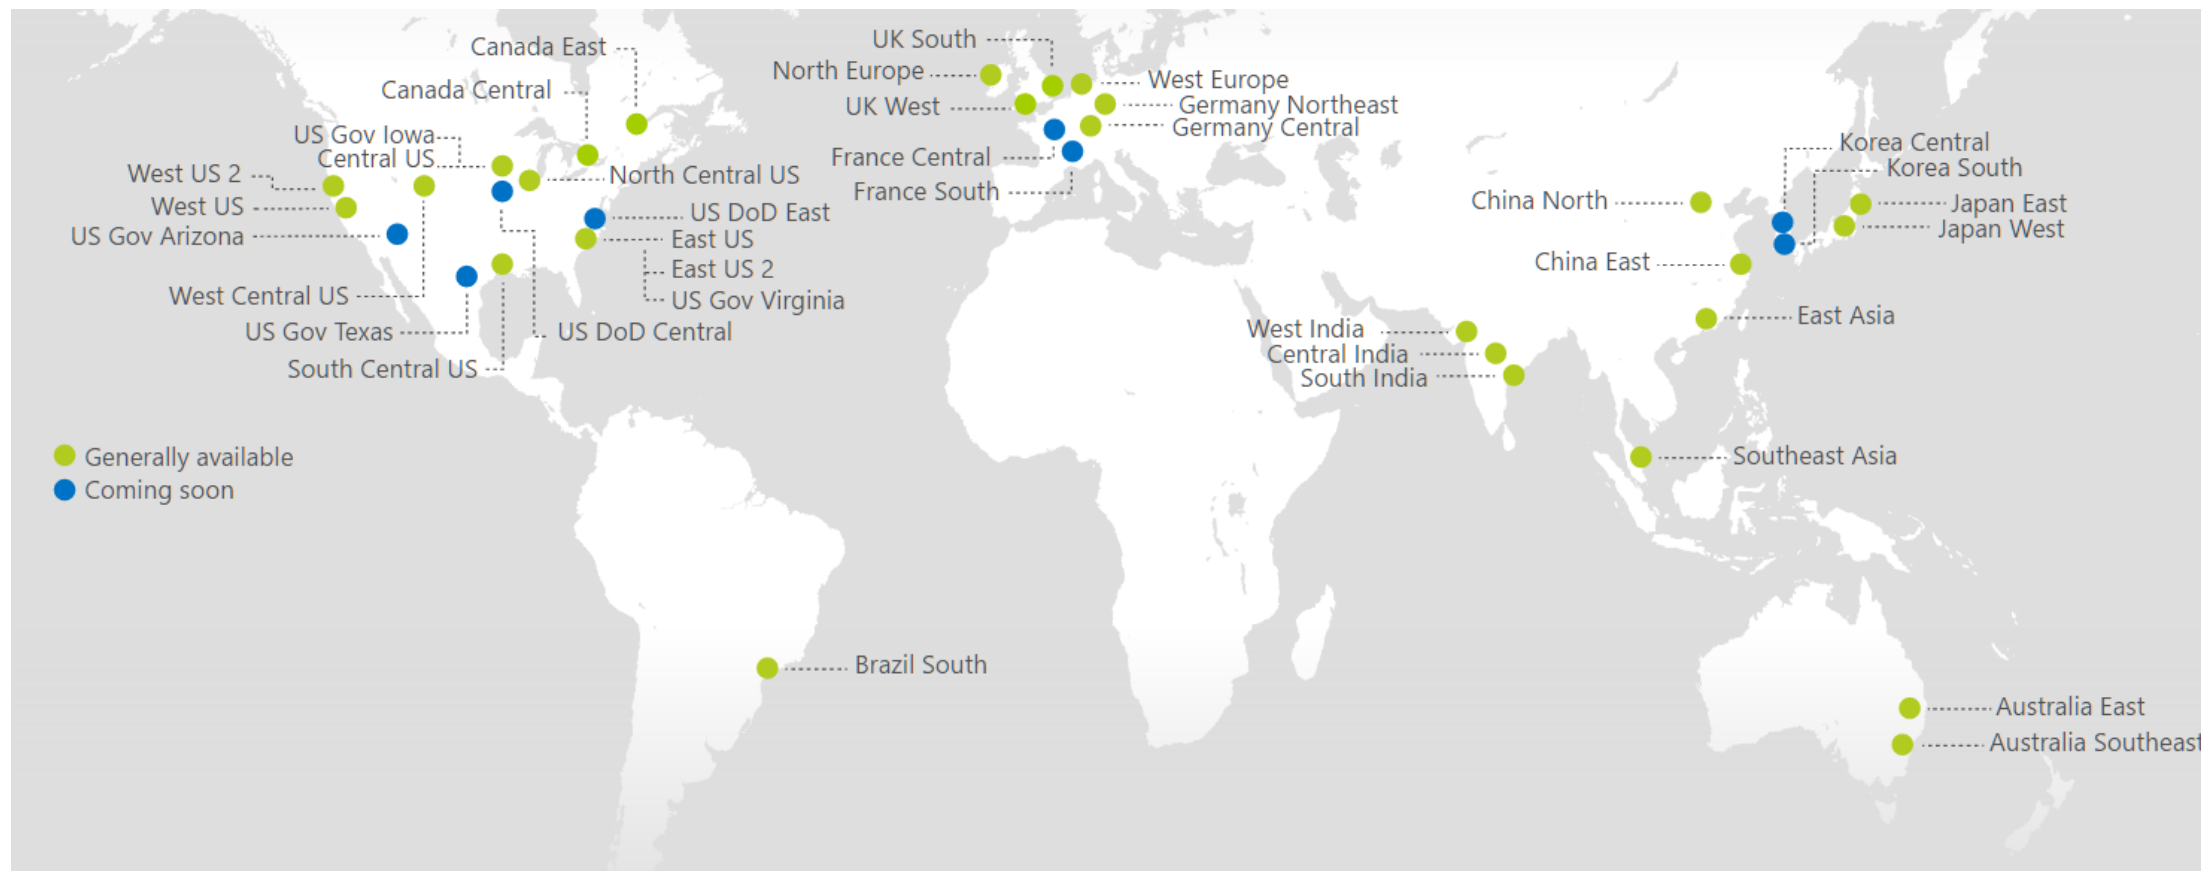 Canada East
Canada Central
US Gov Iowa
Central US
West US 2
West US
US Gov Arizona
West Central US
US Gov Texas
South Central US
North Central US
US DoD East
East US
East US 2
US Gov Virginia
US DoD Central
UK South
North Europe
UK West
West Europe
Germany Northeast
Germany Central
France Central
France South
Korea Central
Korea South
China North
Japan East
Japan West
China East
East Asia
West India
Central India
South India
Southeast Asia
Generally available
Coming soon
Brazil South
Australia East
Australia Southeast